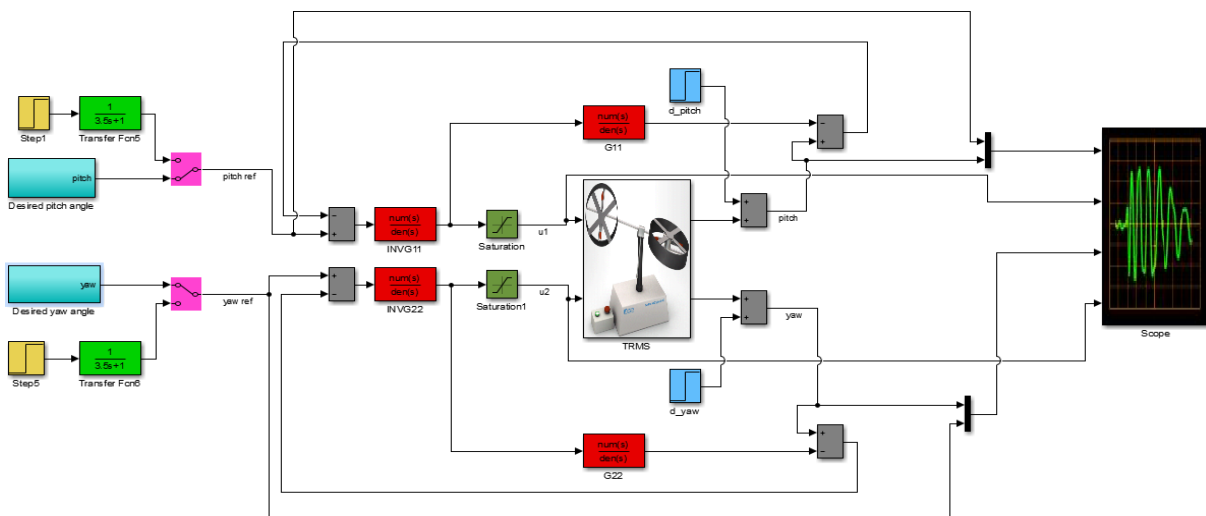 Step1
1
3.5s+1
Transfer Fcn5
pitch
Desired pitch angle
pitch ref
yaw
Desired yaw angle
yaw ref
Step5
1
3.5s+1
Transfer Fcn6
num(s)
den(s)
INVG11
num(s)
den(s)
INVG22
Saturation
u1
Saturation1
u2
num(s)
den(s)
G11
d_pitch
TRMS
pitch
yaw
d_yaw
num(s)
den(s)
G22
Scope